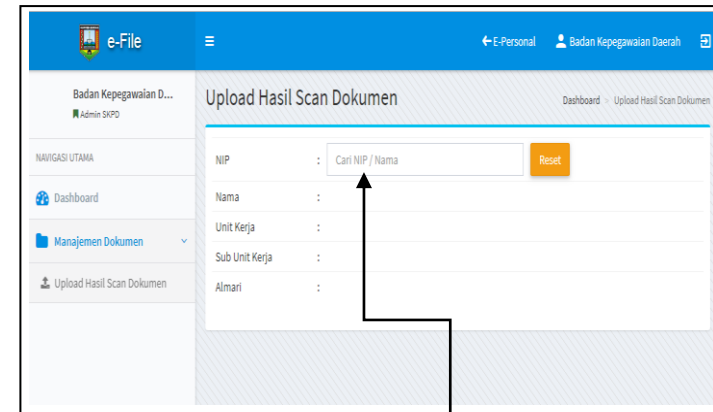 e-File
E-Personal Badan Kepegawaian Daerah
Badan Kepegawaian D...
Admin SKPD
Upload Hasil Scan Dokumen
Dashboard > Upload Hasil Scan Dokumen
NAVIGASI UTAMA
Dashboard
Manajemen Dokumen
Upload Hasil Scan Dokumen
NIP : Cari NIP / Nama Reset
Nama :
Unit Kerja :
Sub Unit Kerja :
Almari :